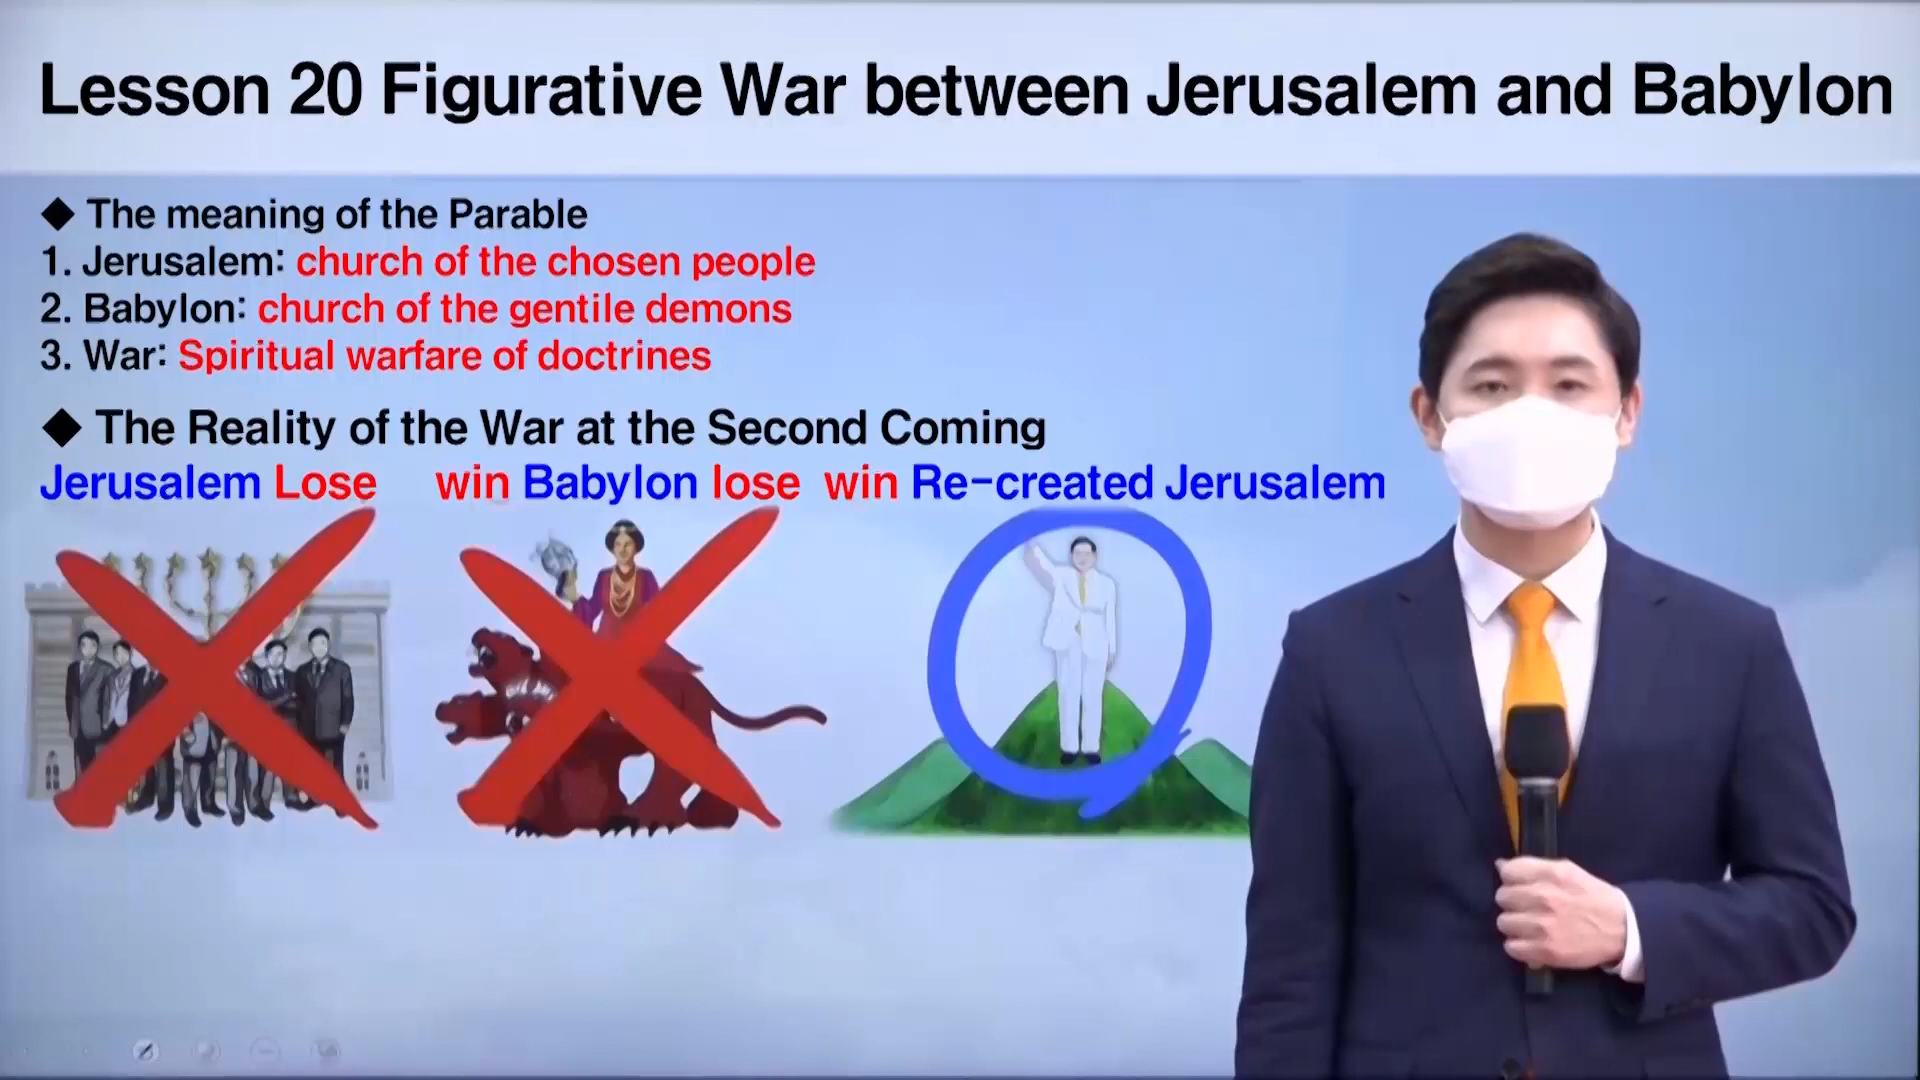 Lesson 20 Figurative War between Jerusalem and Babylon
◆ The meaning of the Parable
1. Jerusalem: church of the chosen people
2. Babylon: church of the gentile demons
3. War: Spiritual warfare of doctrines
◆ The Reality of the War at the Second Coming
Jerusalem Lose win Babylon lose win Re-created Jerusalem